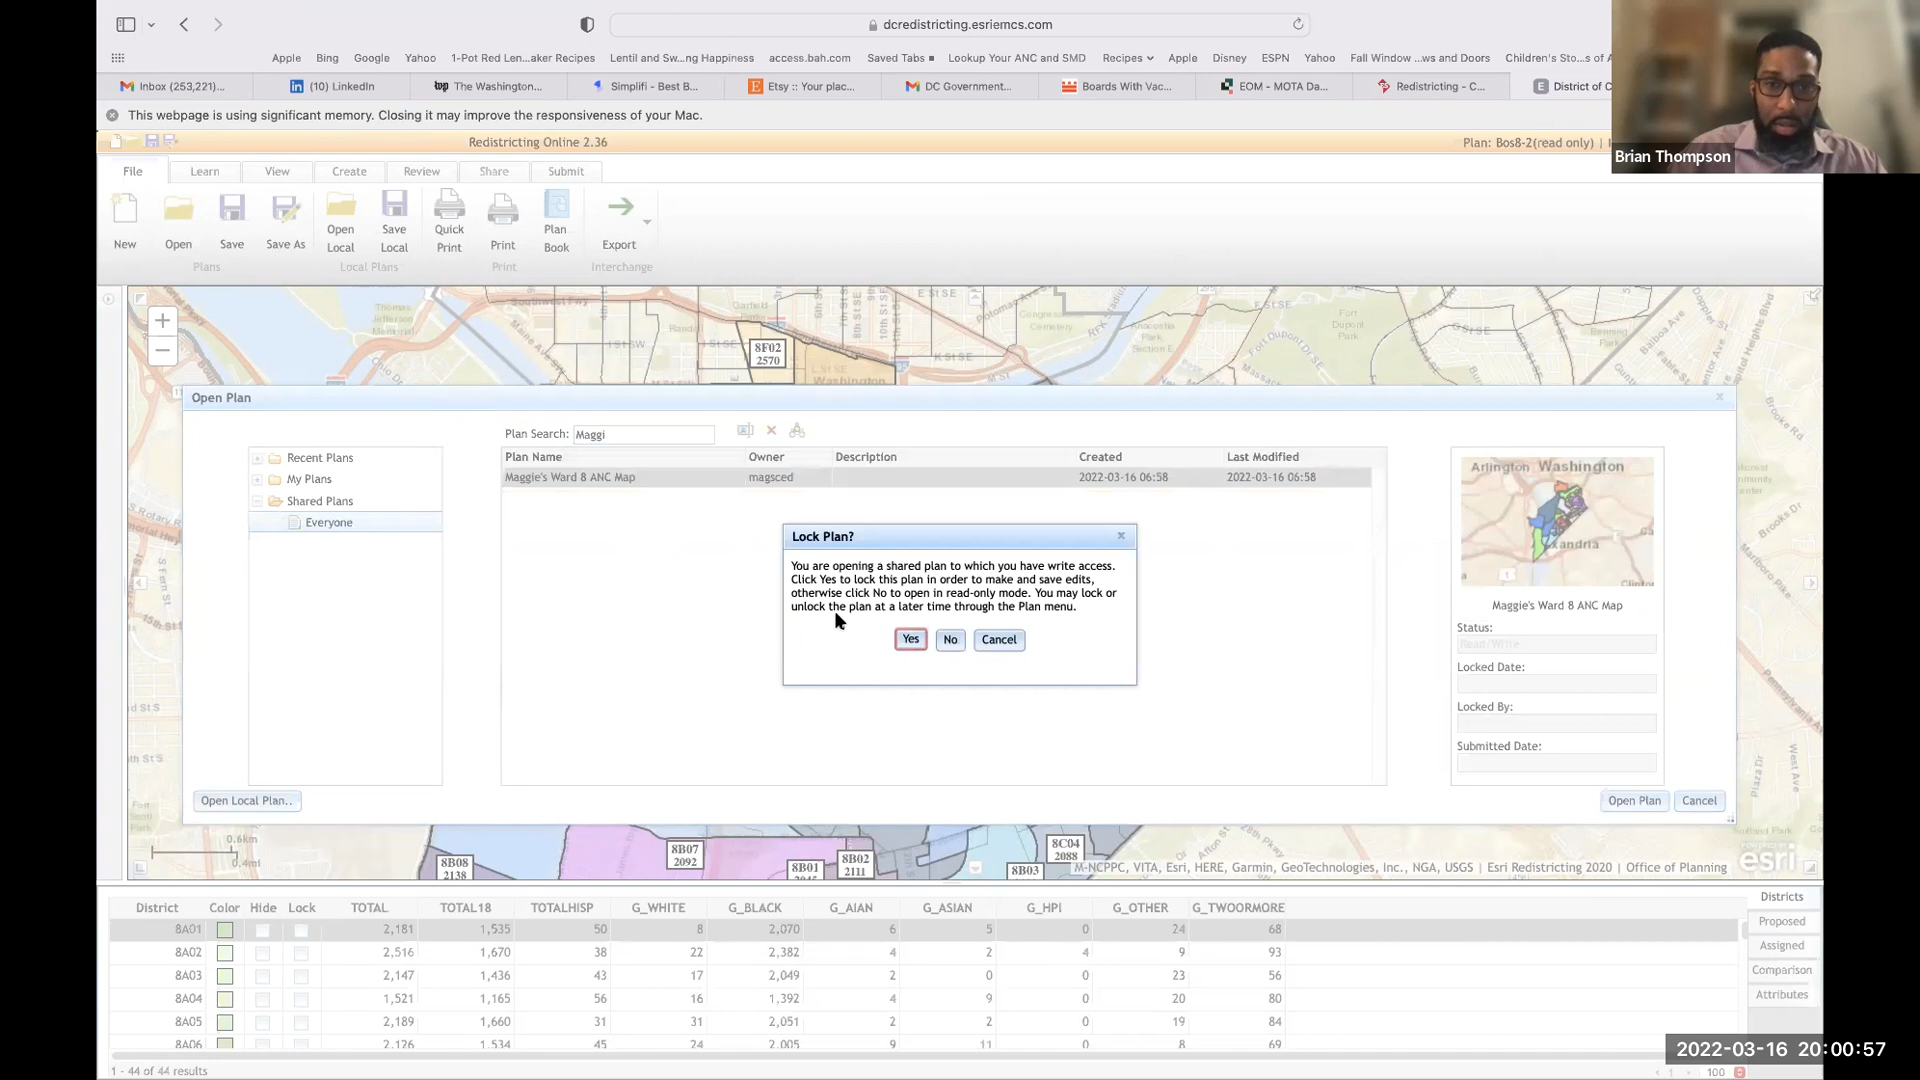 dcredistricting.esriemcs.com
Apple Bing Google Yahoo 1-Pot Red Len...aker Recipes Lentil and Sw...ng Happiness access.bah.com Saved Tabs Lookup Your ANC and SMD Recipes Apple Disney ESPN Yahoo Fall Window ...ws and Doors Children's Sto...s of A
Inbox (253,221)... (10) LinkedIn The Washington... Simplifi - Best B... Etsy :: Your plac... DC Government... Boards With Vac... EOM - MOTA Da... Redistricting - C... District of C
This webpage is using significant memory. Closing it may improve the responsiveness of your Mac.
Redistricting Online 2.36
Plan: Bos8-2(read only) |
Brian Thompson
File Learn View Create Review Share Submit
New Open Save Save As Open Local Save Local Quick Print Print Plan Book Export
Plans Local Plans Print Interchange
8F02
2570
Open Plan
Plan Search: Maggi
Recent Plans
My Plans
Shared Plans
Everyone
Plan Name Owner Description Created Last Modified
Maggie's Ward 8 ANC Map magsced 2022-03-16 06:58 2022-03-16 06:58
Lock Plan?
You are opening a shared plan to which you have write access.
Click Yes to lock this plan in order to make and save edits,
otherwise click No to open in read-only mode. You may lock or
unlock the plan at a later time through the Plan menu.
Yes No Cancel
Arlington Washington
Maggie's Ward 8 ANC Map
Status:
Read/Write
Locked Date:
Locked By:
Submitted Date:
Open Local Plan..
Open Plan Cancel
0.6km
0.4mi
8B08
2138
8B07
2092
8B01
8B02
2111
8B03
8C04
2088
M-NCPPC, VITA, Esri, HERE, Garmin, GeoTechnologies, Inc., NGA, USGS | Esri Redistricting 2020 | Office of Planning
esri
District Color Hide Lock TOTAL TOTAL18 TOTALHISP G_WHITE G_BLACK G_AIAN G_ASIAN G_HPI G_OTHER G_TWOORMORE
8A01 2,181 1,535 50 8 2,070 6 5 0 24 68
8A02 2,516 1,670 38 22 2,382 4 2 4 9 93
8A03 2,147 1,436 43 17 2,049 2 0 0 23 56
8A04 1,521 1,165 56 16 1,392 4 9 0 20 80
8A05 2,189 1,660 31 31 2,051 2 2 0 19 84
8A06 2,126 1,534 45 24 2,005 9 11 0 8 69
Districts
Proposed
Assigned
Comparison
Attributes
1 - 44 of 44 results
1 100
2022-03-16 20:00:57